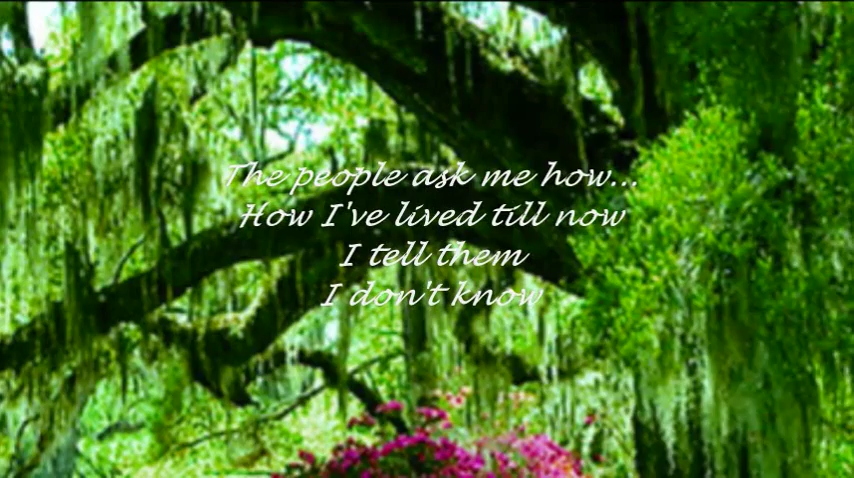 The people ask me how...
How I've lived till now
I tell them
I don't know